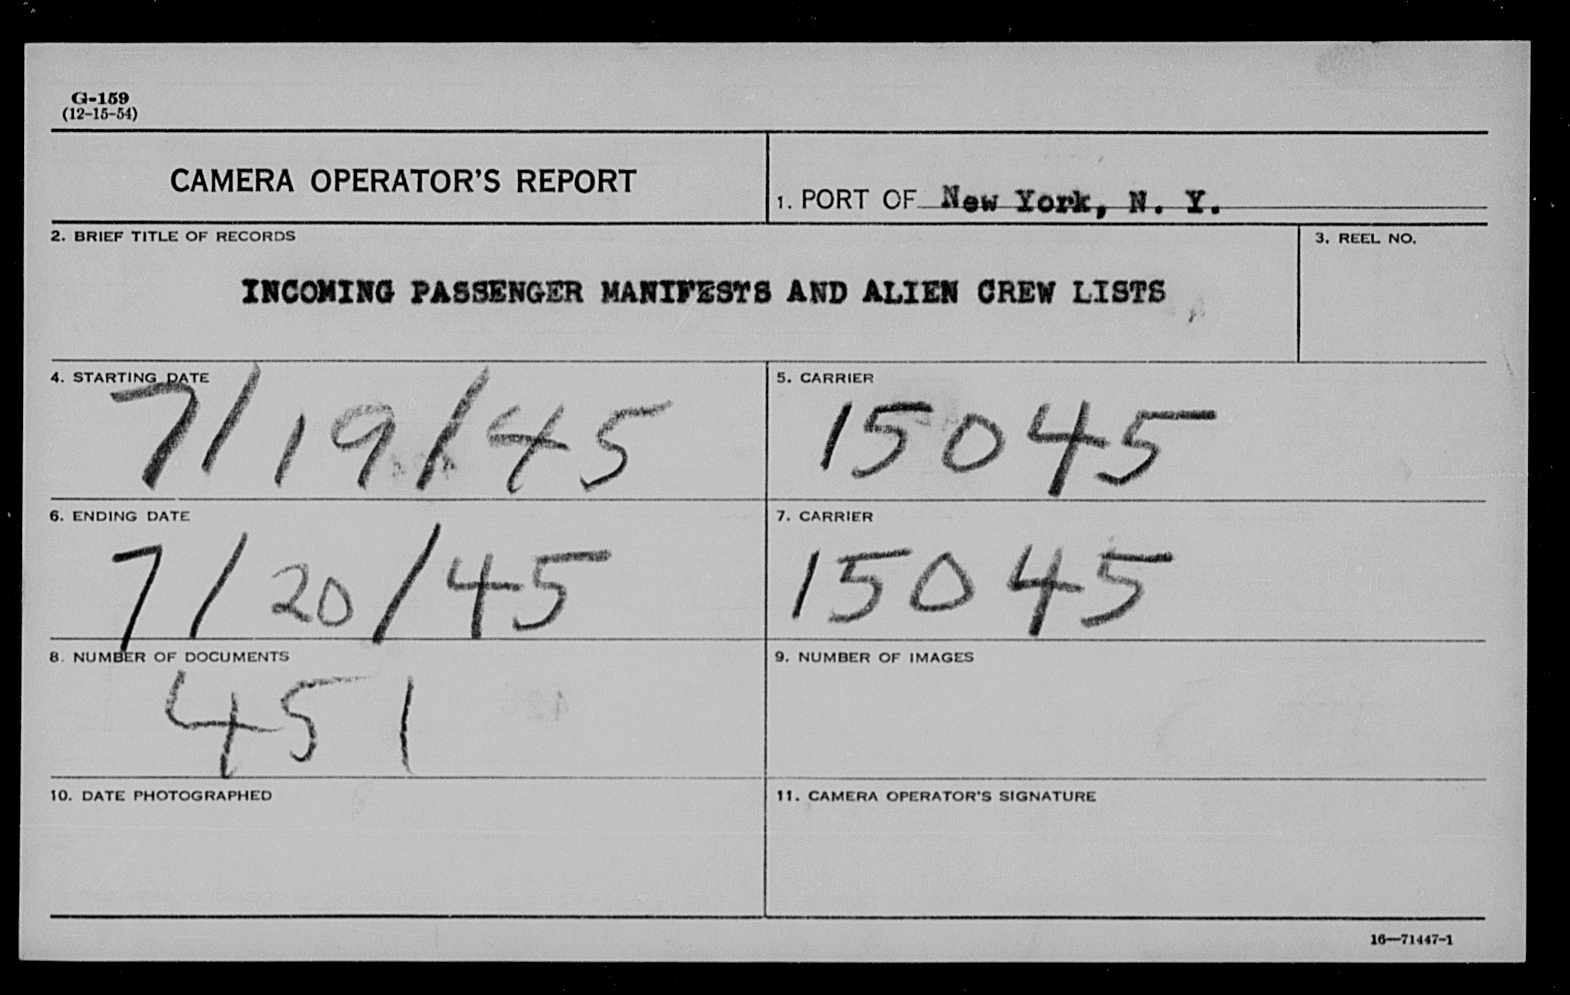 G-159
(12-15-54)
CAMERA OPERATOR'S REPORT
1. PORT OF New York, N. Y.
2. BRIEF TITLE OF RECORDS
INCOMING PASSENGER MANIFESTS AND ALIEN CREW LISTS
3. REEL NO.
4. STARTING DATE
7/19/45
5. CARRIER
15045
6. ENDING DATE
7/20/45
7. CARRIER
15045
8. NUMBER OF DOCUMENTS
451
9. NUMBER OF IMAGES
10. DATE PHOTOGRAPHED
11. CAMERA OPERATOR'S SIGNATURE
16—71447-1